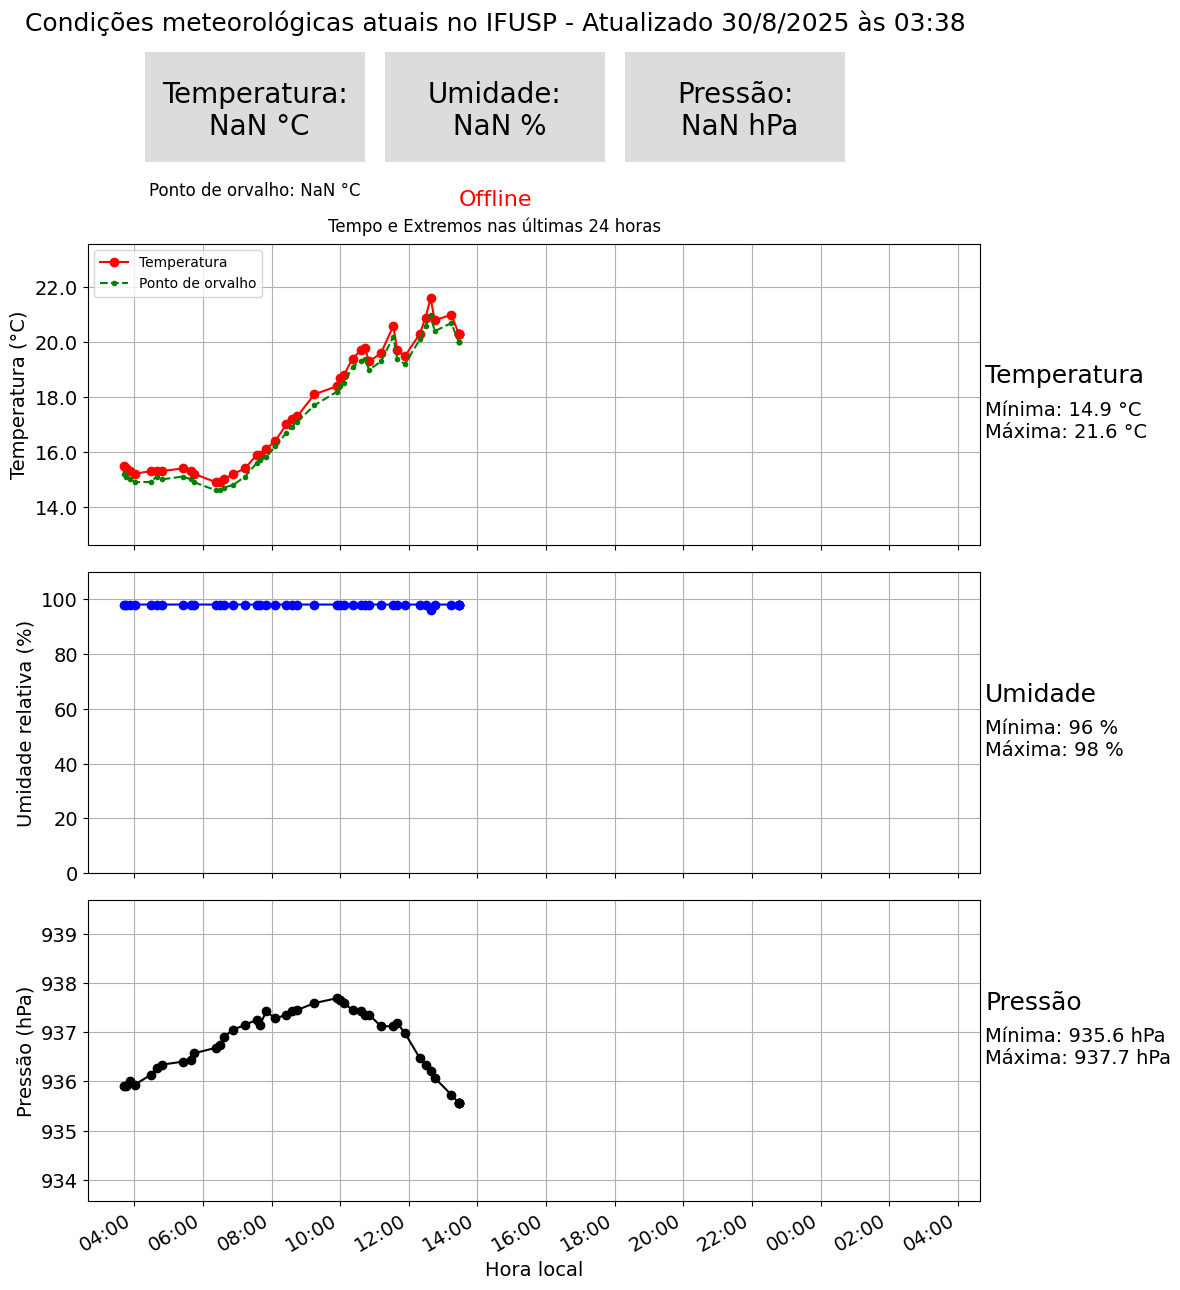 Condições meteorológicas atuais no IFUSP - Atualizado 30/8/2025 às 03:38
Temperatura:
NaN °C
Umidade:
NaN %
Pressão:
NaN hPa
Ponto de orvalho: NaN °C
Offline
Tempo e Extremos nas últimas 24 horas
Temperatura
Ponto de orvalho
22.0
20.0
18.0
16.0
14.0
Temperatura (°C)
Temperatura
Mínima: 14.9 °C
Máxima: 21.6 °C
100
80
60
40
20
0
Umidade relativa (%)
Umidade
Mínima: 96 %
Máxima: 98 %
939
938
937
936
935
934
Pressão (hPa)
Pressão
Mínima: 935.6 hPa
Máxima: 937.7 hPa
04:00 06:00 08:00 10:00 12:00 14:00 16:00 18:00 20:00 22:00 00:00 02:00 04:00
Hora local